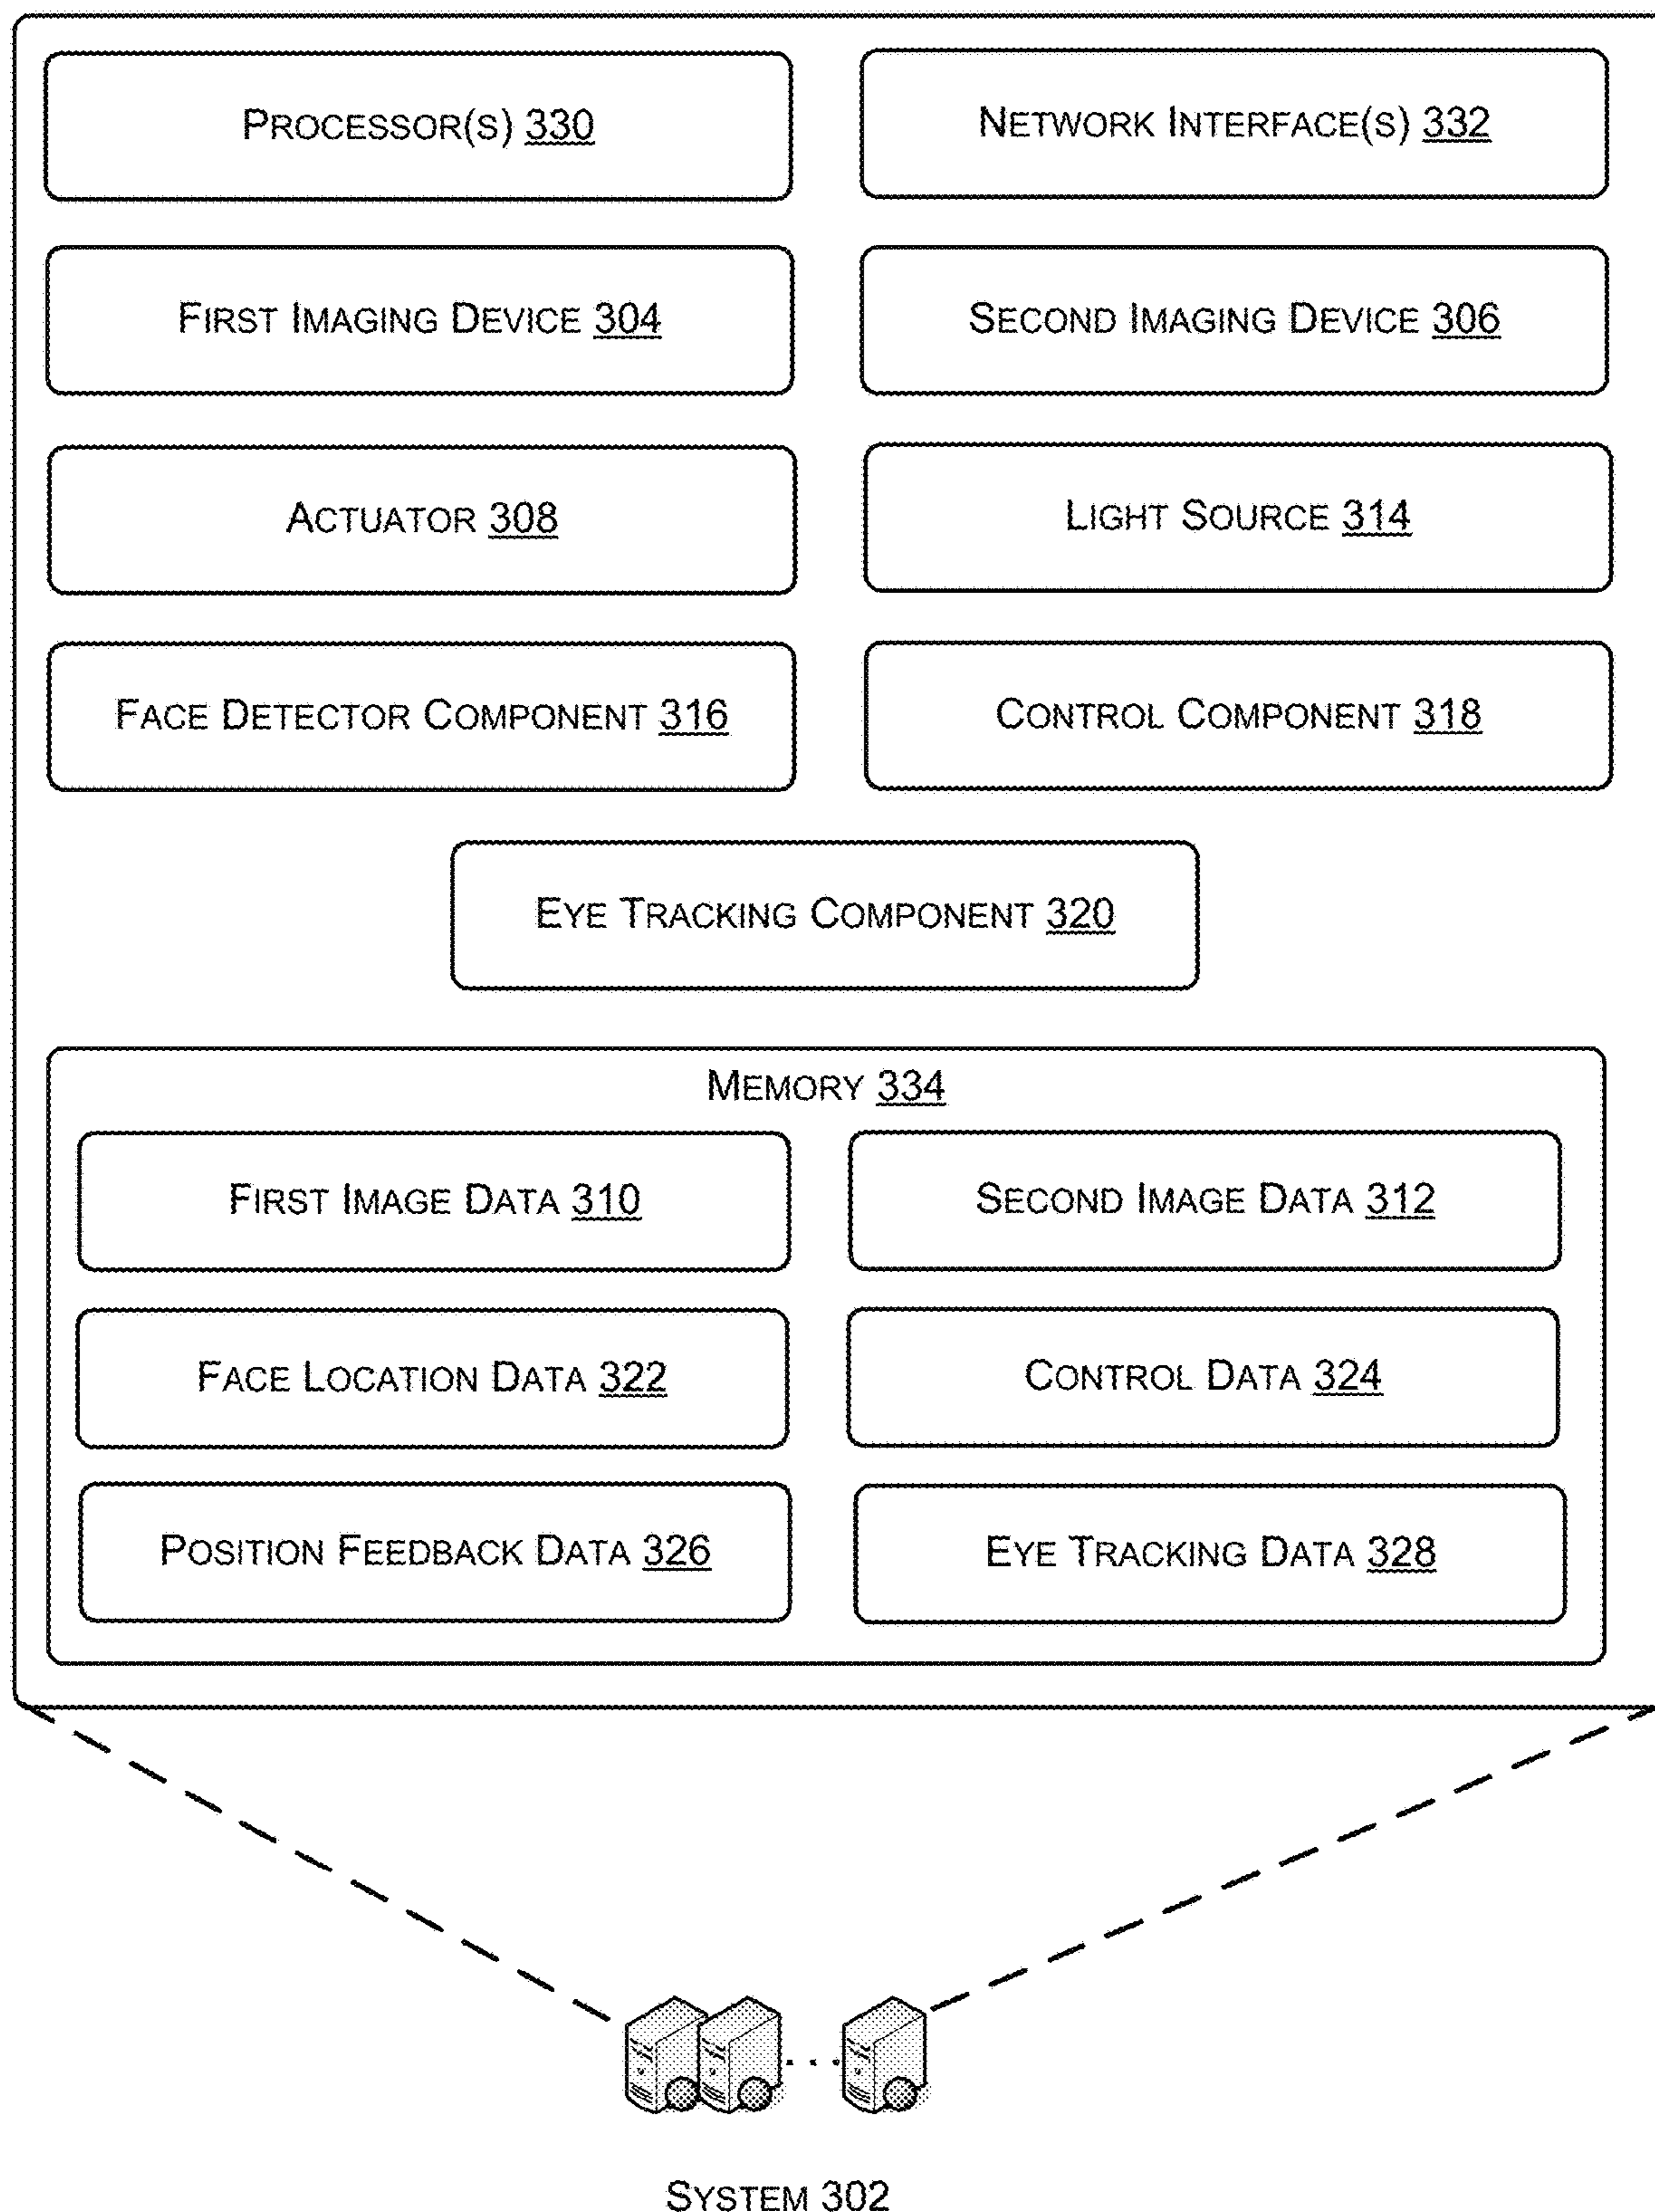 PROCESSOR(S) 330
NETWORK INTERFACE(S) 332
FIRST IMAGING DEVICE 304
SECOND IMAGING DEVICE 306
ACTUATOR 308
LIGHT SOURCE 314
FACE DETECTOR COMPONENT 316
CONTROL COMPONENT 318
EYE TRACKING COMPONENT 320
MEMORY 334
FIRST IMAGE DATA 310
SECOND IMAGE DATA 312
FACE LOCATION DATA 322
CONTROL DATA 324
POSITION FEEDBACK DATA 326
EYE TRACKING DATA 328
...
SYSTEM 302